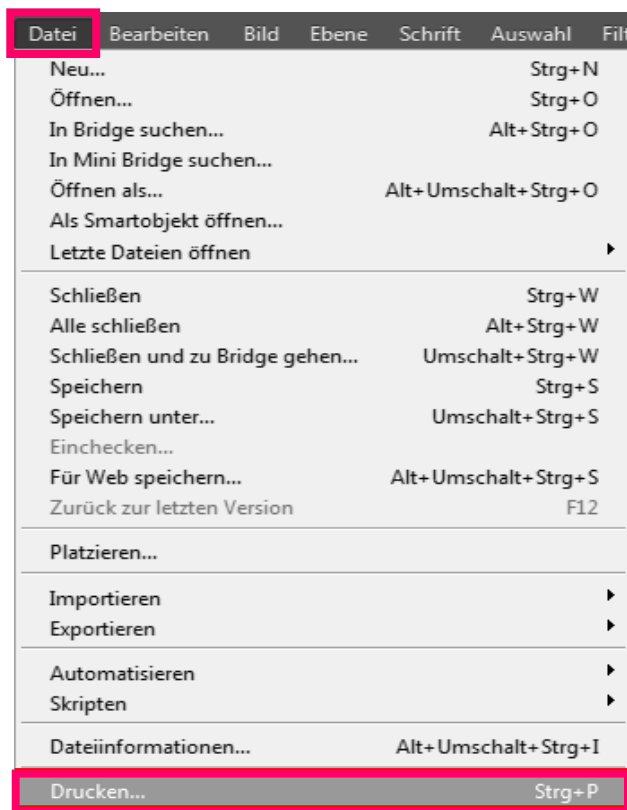 Datei Bearbeiten Bild Ebene Schrift Auswahl Filt
Neu... Strg+N
Öffnen... Strg+O
In Bridge suchen... Alt+Strg+O
In Mini Bridge suchen...
Öffnen als... Alt+Umschalt+Strg+O
Als Smartobjekt öffnen...
Letzte Dateien öffnen
Schließen Strg+W
Alle schließen Alt+Strg+W
Schließen und zu Bridge gehen... Umschalt+Strg+W
Speichern Strg+S
Speichern unter... Umschalt+Strg+S
Einchecken...
Für Web speichern... Alt+Umschalt+Strg+S
Zurück zur letzten Version F12
Platzieren...
Importieren
Exportieren
Automatisieren
Skripten
Dateiinformationen... Alt+Umschalt+Strg+I
Drucken... Strg+P